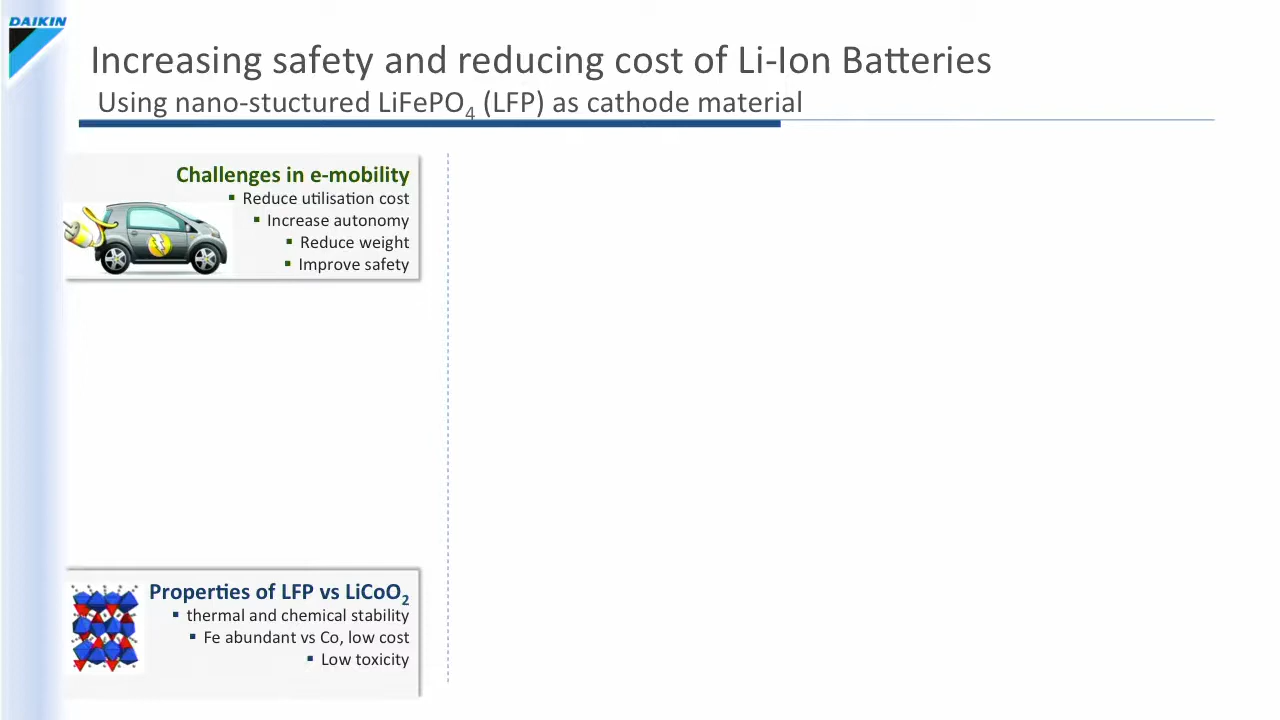 DAIKIN
Increasing safety and reducing cost of Li-Ion Batteries
Using nano-stuctured LiFePO4 (LFP) as cathode material
Challenges in e-mobility
▪ Reduce utilisation cost
▪ Increase autonomy
▪ Reduce weight
▪ Improve safety
Properties of LFP vs LiCoO2
▪ thermal and chemical stability
▪ Fe abundant vs Co, low cost
▪ Low toxicity